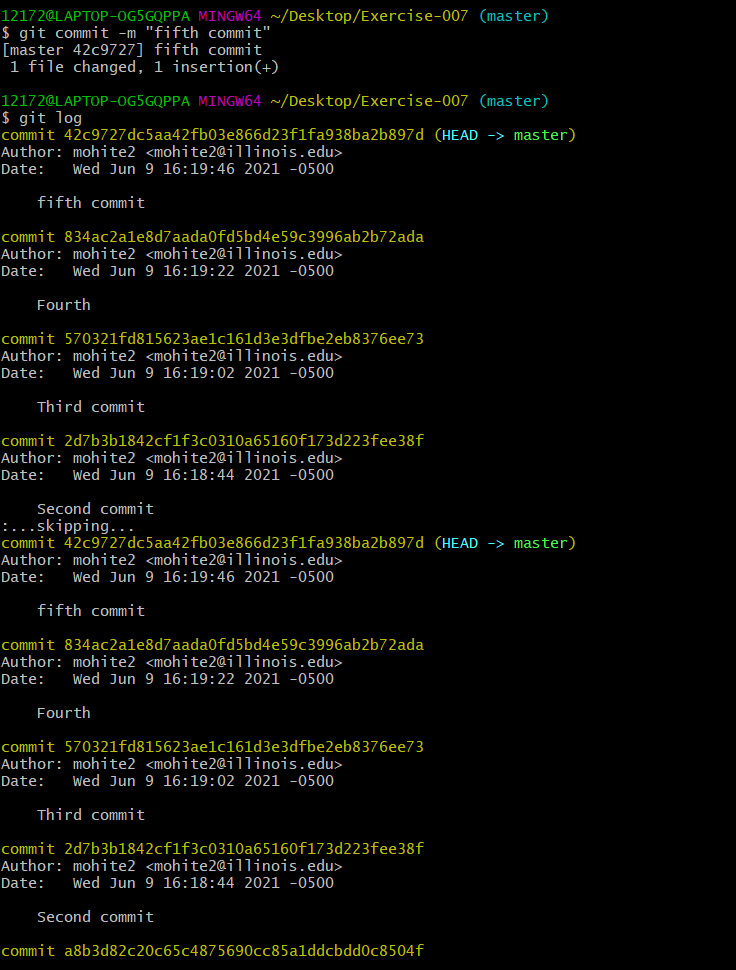 12172@LAPTOP-OG5GQPPA MINGW64 ~/Desktop/Exercise-007 (master)
$ git commit -m "fifth commit"
[master 42c9727] fifth commit
 1 file changed, 1 insertion(+)

12172@LAPTOP-OG5GQPPA MINGW64 ~/Desktop/Exercise-007 (master)
$ git log
commit 42c9727dc5aa42fb03e866d23f1fa938ba2b897d (HEAD -> master)
Author: mohite2 <mohite2@illinois.edu>
Date:   Wed Jun 9 16:19:46 2021 -0500

    fifth commit

commit 834ac2a1e8d7aada0fd5bd4e59c3996ab2b72ada
Author: mohite2 <mohite2@illinois.edu>
Date:   Wed Jun 9 16:19:22 2021 -0500

    Fourth

commit 570321fd815623ae1c161d3e3dfbe2eb8376ee73
Author: mohite2 <mohite2@illinois.edu>
Date:   Wed Jun 9 16:19:02 2021 -0500

    Third commit

commit 2d7b3b1842cf1f3c0310a65160f173d223fee38f
Author: mohite2 <mohite2@illinois.edu>
Date:   Wed Jun 9 16:18:44 2021 -0500

    Second commit
:...skipping...
commit 42c9727dc5aa42fb03e866d23f1fa938ba2b897d (HEAD -> master)
Author: mohite2 <mohite2@illinois.edu>
Date:   Wed Jun 9 16:19:46 2021 -0500

    fifth commit

commit 834ac2a1e8d7aada0fd5bd4e59c3996ab2b72ada
Author: mohite2 <mohite2@illinois.edu>
Date:   Wed Jun 9 16:19:22 2021 -0500

    Fourth

commit 570321fd815623ae1c161d3e3dfbe2eb8376ee73
Author: mohite2 <mohite2@illinois.edu>
Date:   Wed Jun 9 16:19:02 2021 -0500

    Third commit

commit 2d7b3b1842cf1f3c0310a65160f173d223fee38f
Author: mohite2 <mohite2@illinois.edu>
Date:   Wed Jun 9 16:18:44 2021 -0500

    Second commit

commit a8b3d82c20c65c4875690cc85a1ddcbdd0c8504f